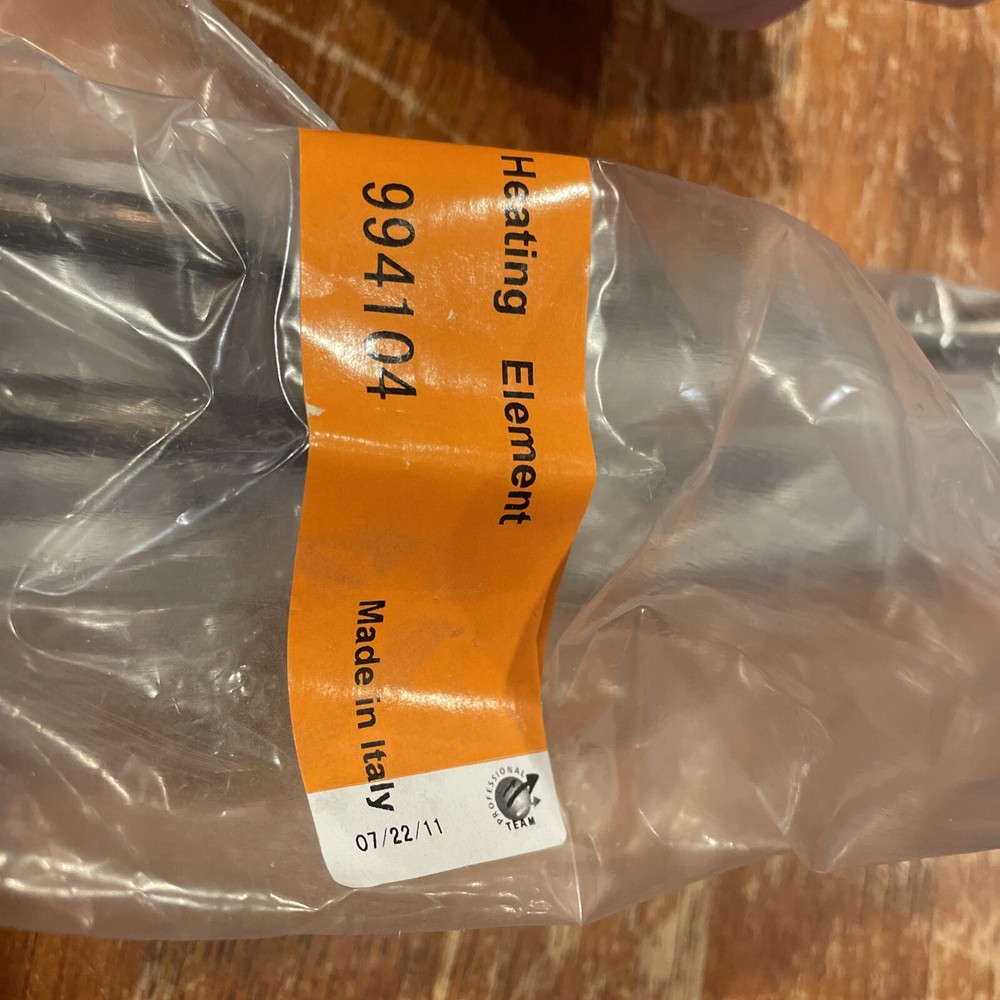 Heating Element
994104
Made in Italy
PROFESSIONAL
TEAM
07/22/11